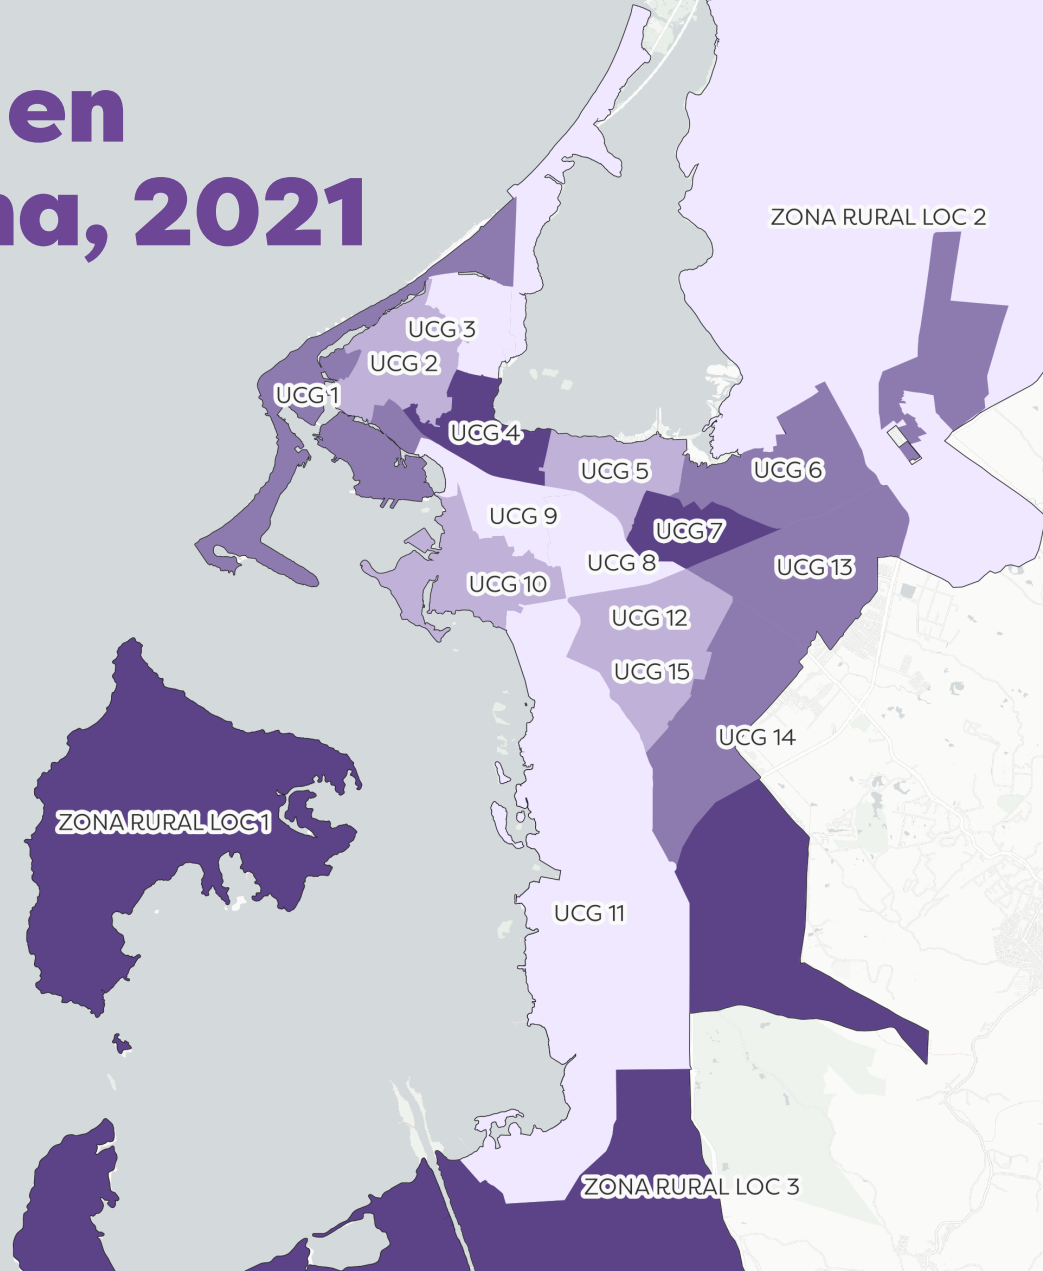 en
a, 2021
ZONA RURAL LOC 2
UCG 3
UCG 2
UCG 1
UCG 4
UCG 5
UCG 6
UCG 9
UCG 7
UCG 8
UCG 13
UCG 10
UCG 12
UCG 15
UCG 14
ZONA RURAL LOC 1
UCG 11
ZONA RURAL LOC 3